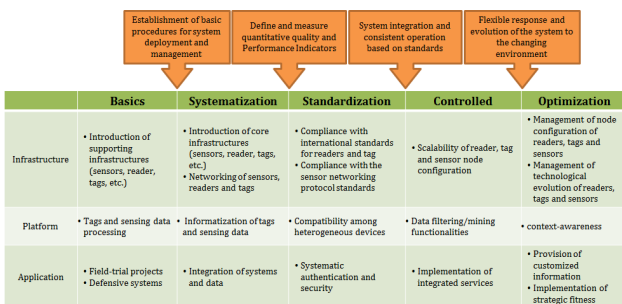 Establishment of basic
procedures for system
deployment and
management
Define and measure
quantitative quality and
Performance Indicators
System integration and
consistent operation
based on standards
Flexible response and
evolution of the system to
the changing
environment
Basics
Systematization
Standardization
Controlled
Optimization
Infrastructure
• Introduction of
supporting
infrastructures
(sensors, reader,
tags, etc.)
• Introduction of core
infrastructures
(sensors, reader, tags,
etc.)
• Networking of sensors,
readers and tags
• Compliance with
international standards
for readers and tag
• Compliance with the
sensor networking
protocol standards
• Scalability of reader, tag
and sensor node
configuration
• Management of node
configuration of
readers, tags and
sensors
• Management of
technological
evolution of readers,
tags and sensors
Platform
• Tags and sensing data
processing
• Informatization of tags
and sensing data
• Compatibility among
heterogeneous devices
• Data filtering/mining
functionalities
• context-awareness
Application
• Field-trial projects
• Defensive systems
• Integration of systems
and data
• Systematic
authentication and
security
• Implementation of
integrated services
• Provision of
customized
information
• Implementation of
strategic fitness